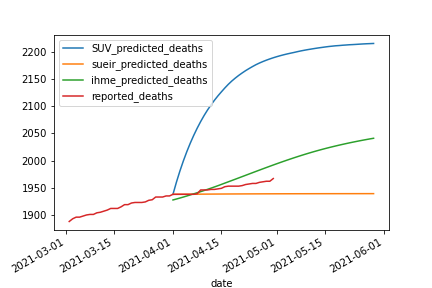 SUV_predicted_deaths
sueir_predicted_deaths
ihme_predicted_deaths
reported_deaths
2200
2150
2100
2050
2000
1950
1900
2021-03-01
2021-03-15
2021-04-01
2021-04-15
2021-05-01
2021-05-15
2021-06-01
date